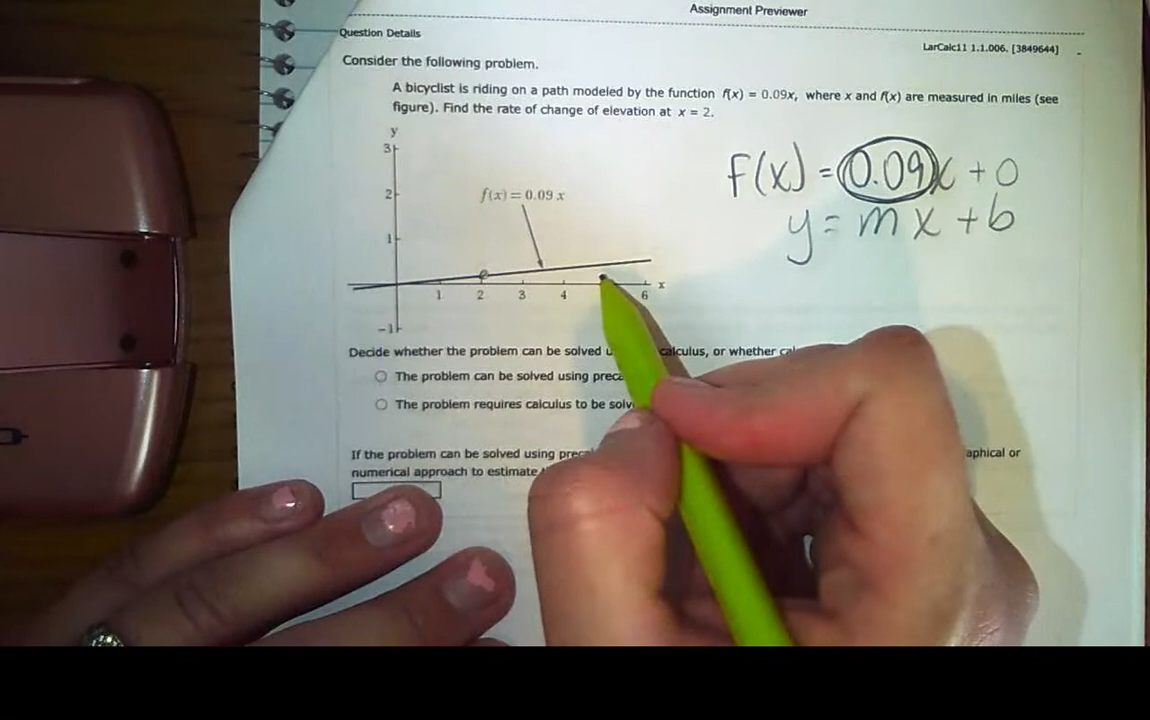 Assignment Previewer
Question Details
LarCalc11 1.1.006. [3849644]
Consider the following problem.
A bicyclist is riding on a path modeled by the function f(x) = 0.09x, where x and f(x) are measured in miles (see
figure). Find the rate of change of elevation at x = 2.
y
3
2
1
-1
f(x) = 0.09 x
1 2 3 4 6 x
f(x) = 0.09x + 0
y = mx + b
Decide whether the problem can be solved calculus, or whether
The problem can be solved using
The problem requires calculus to be
If the problem can be solved using aphical or
numerical approach to estimate